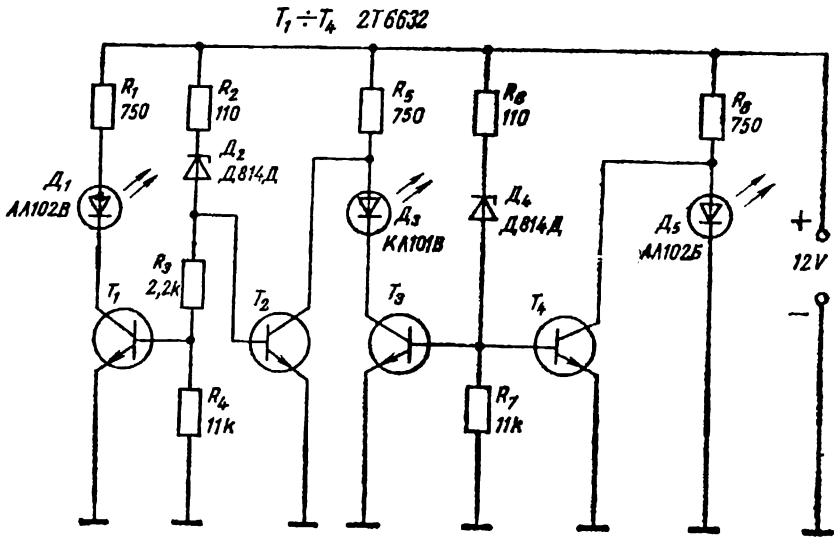 T₁÷T₄ 2T6632
R₁
750
R₂
110
R₅
750
R₆
110
R₈
750
Д₂
Д814Д
Д₁
АЛ102В
Д₃
КЛ101В
Д₄
Д814Д
Д₅
АЛ102Б
+
12V
−
R₃
2,2k
T₁
T₂
T₃
T₄
R₄
11k
R₇
11k